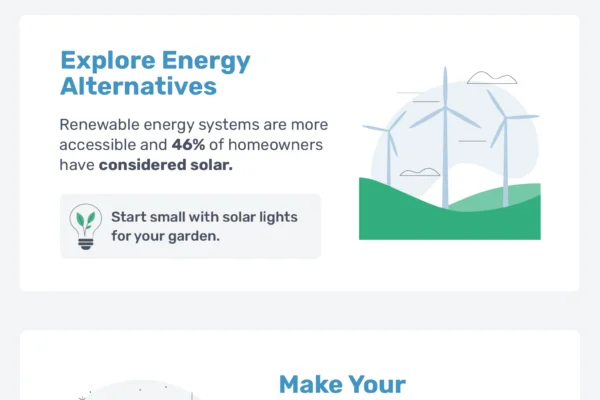 Explore Energy
Alternatives
Renewable energy systems are more
accessible and 46% of homeowners
have considered solar.
Start small with solar lights
for your garden.
Make Your